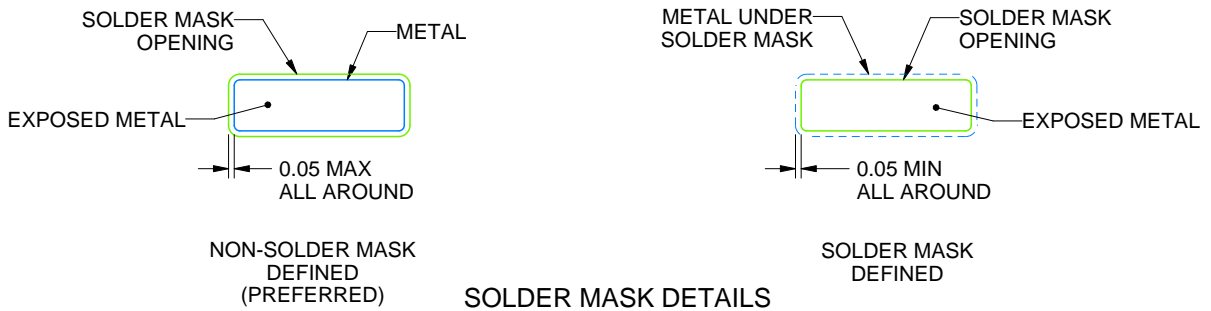 SOLDER MASK
OPENING
METAL
EXPOSED METAL
0.05 MAX
ALL AROUND
NON-SOLDER MASK
DEFINED
(PREFERRED)
METAL UNDER
SOLDER MASK
SOLDER MASK
OPENING
EXPOSED METAL
0.05 MIN
ALL AROUND
SOLDER MASK
DEFINED
SOLDER MASK DETAILS